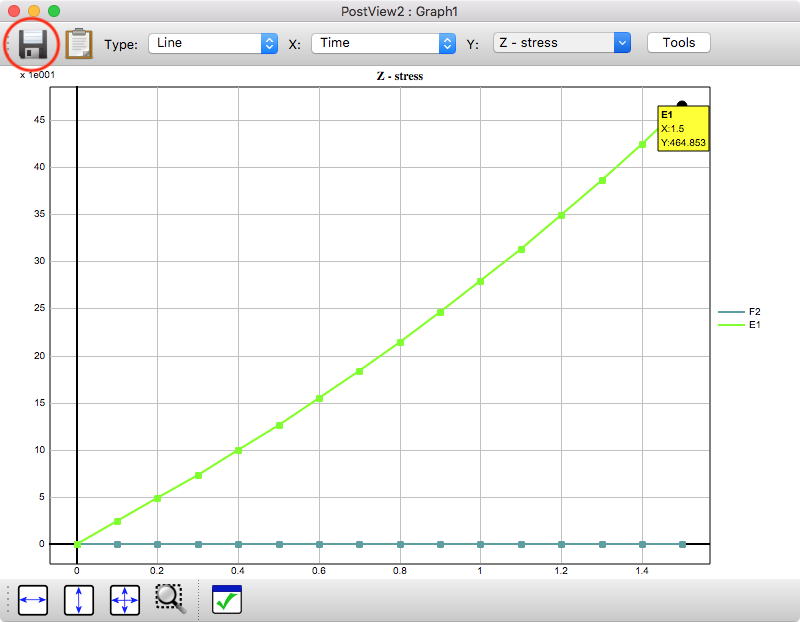 PostView2 : Graph1
Type: Line X: Time Y: Z - stress Tools
x 1e001
Z - stress
45
40
35
30
25
20
15
10
5
0
E1
X:1.5
Y:464.853
F2
E1
0 0.2 0.4 0.6 0.8 1 1.2 1.4